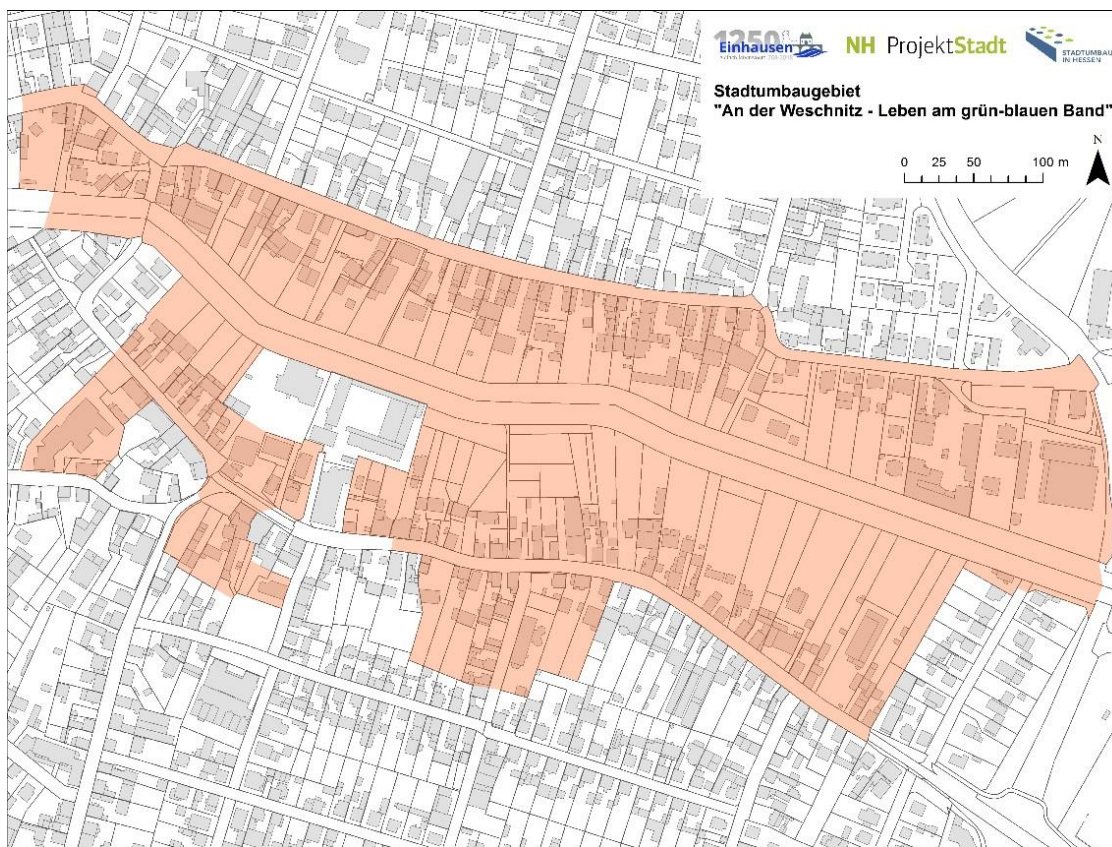 1250
Einhausen
NH ProjektStadt
STADTUMBAU
IN HESSEN
Stadtumbaugebiet
"An der Weschnitz - Leben am grün-blauen Band"
N
0 25 50 100 m